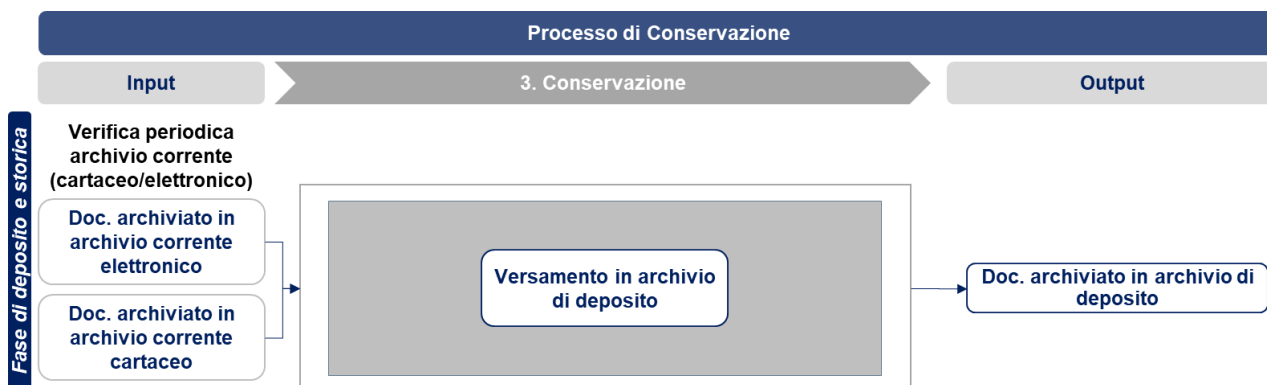 Processo di Conservazione
Input
3. Conservazione
Output
Fase di deposito e storica
Verifica periodica
archivio corrente
(cartaceo/elettronico)
Doc. archiviato in
archivio corrente
elettronico
Doc. archiviato in
archivio corrente
cartaceo
Versamento in archivio
di deposito
Doc. archiviato in archivio di
deposito